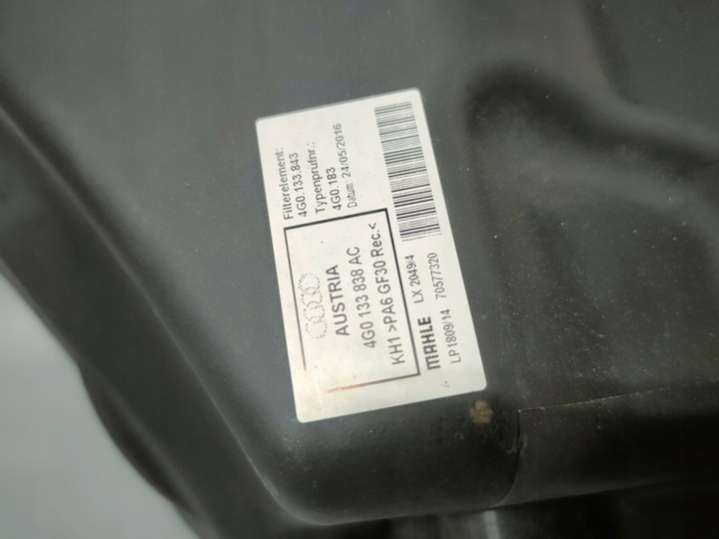 Filterelement:
4G0.133.843
Typenprüfnr.:
4G0.183
Datum: 24/05/2016
AUSTRIA
4G0 133 838 AC
KH1 >PA6 GF30 Rec.<
MAHLE LX 2049/4
LP1809/14 70577320